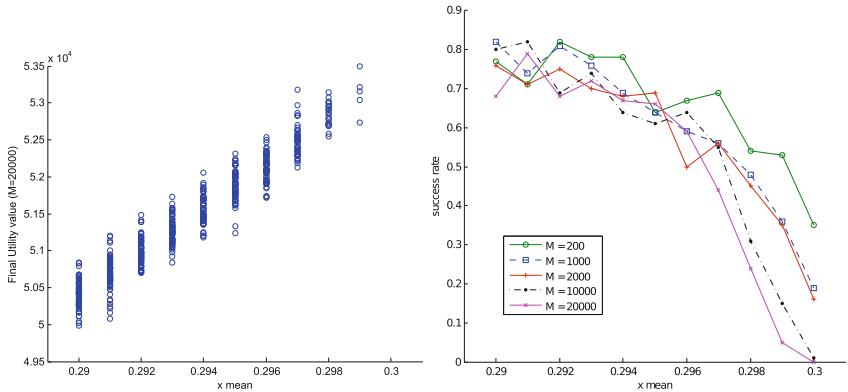 x 10^4
5.35
5.3
5.25
5.2
5.15
5.1
5.05
5
4.95
Final Utility value (M=20000)
0.29 0.292 0.294 0.296 0.298 0.3
x mean
0.9
0.8
0.7
0.6
0.5
0.4
0.3
0.2
0.1
0
success rate
M = 200
M = 1000
M = 2000
M = 10000
M = 20000
0.29 0.292 0.294 0.296 0.298 0.3
x mean